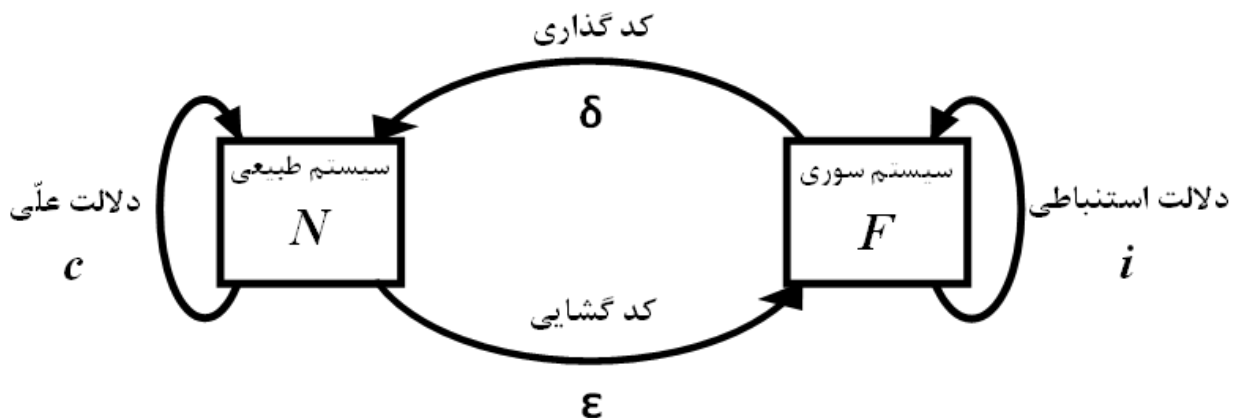 کد گذاری
δ
سیستم طبیعی
N
سیستم سوری
F
دلالت علّی
c
دلالت استنباطی
i
کد گشایی
ε